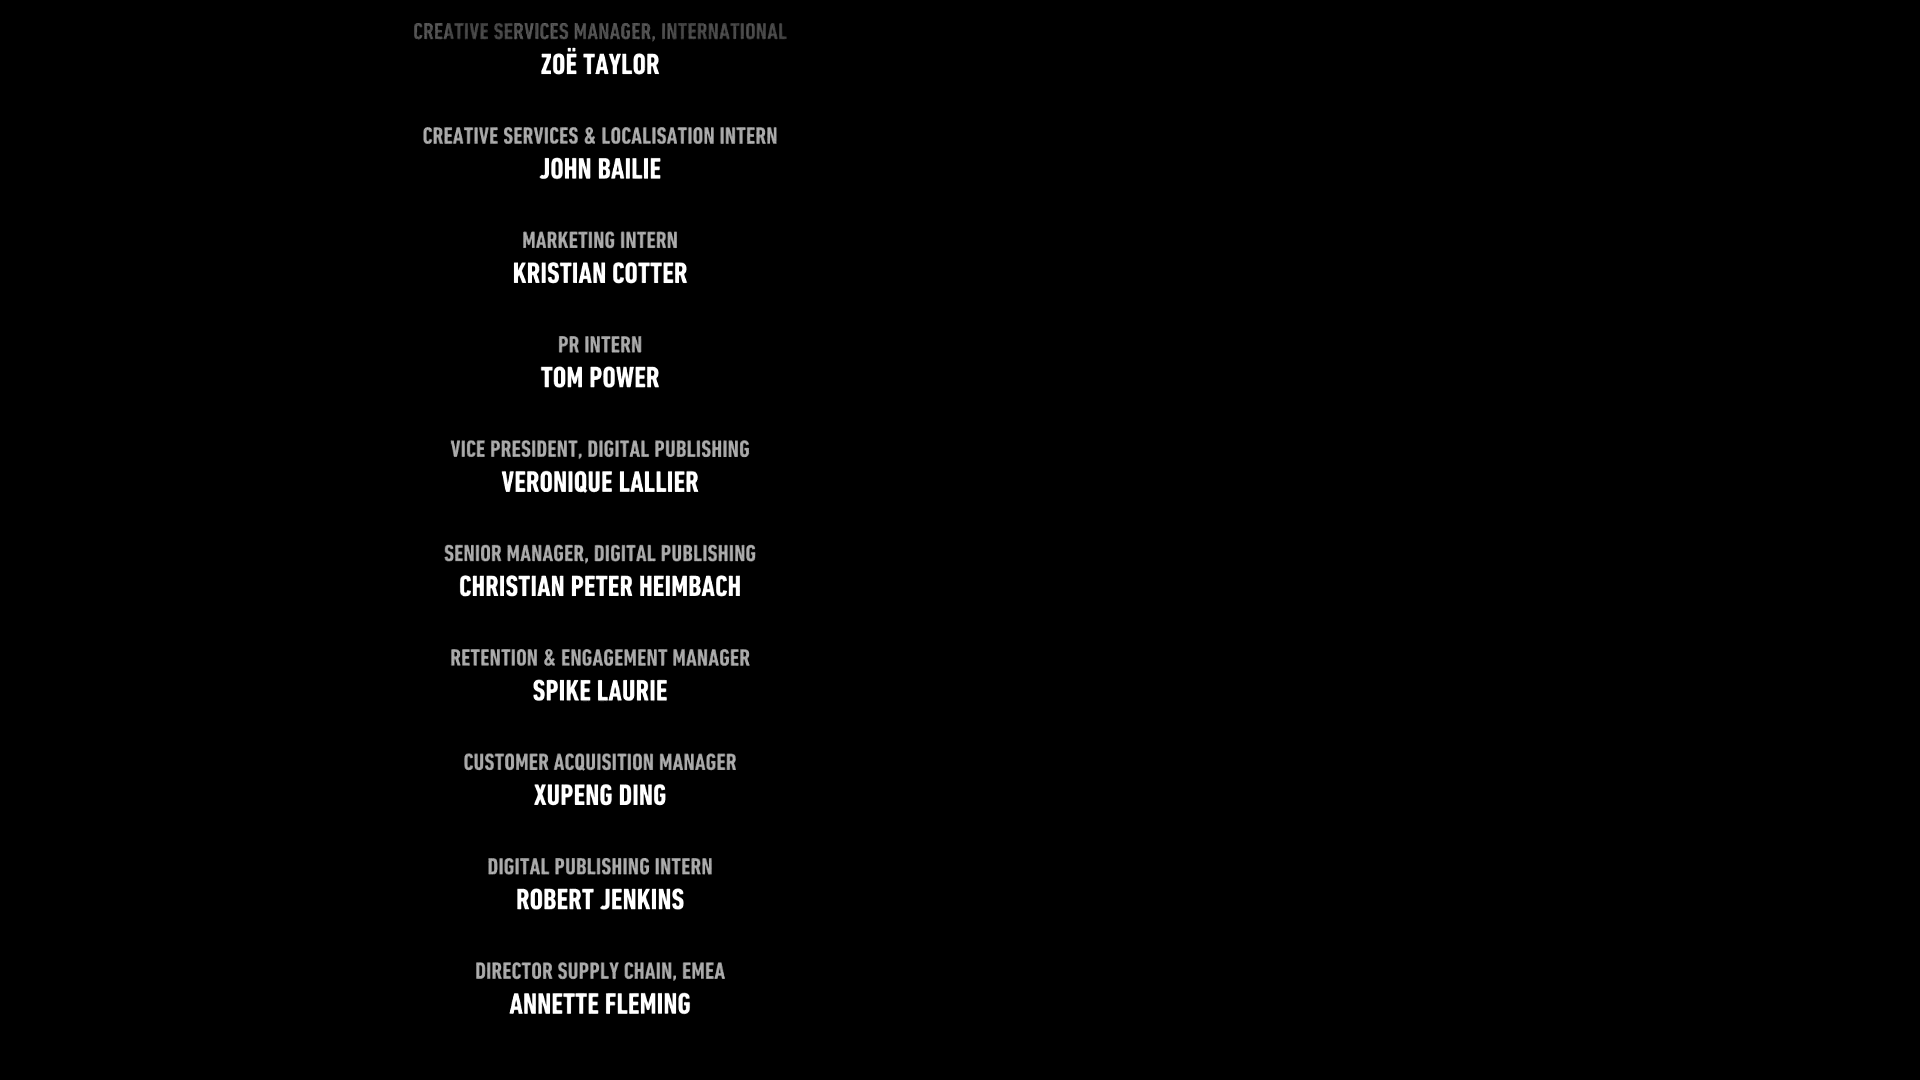 CREATIVE SERVICES MANAGER, INTERNATIONAL
ZOË TAYLOR
CREATIVE SERVICES & LOCALISATION INTERN
JOHN BAILIE
MARKETING INTERN
KRISTIAN COTTER
PR INTERN
TOM POWER
VICE PRESIDENT, DIGITAL PUBLISHING
VERONIQUE LALLIER
SENIOR MANAGER, DIGITAL PUBLISHING
CHRISTIAN PETER HEIMBACH
RETENTION & ENGAGEMENT MANAGER
SPIKE LAURIE
CUSTOMER ACQUISITION MANAGER
XUPENG DING
DIGITAL PUBLISHING INTERN
ROBERT JENKINS
DIRECTOR SUPPLY CHAIN, EMEA
ANNETTE FLEMING